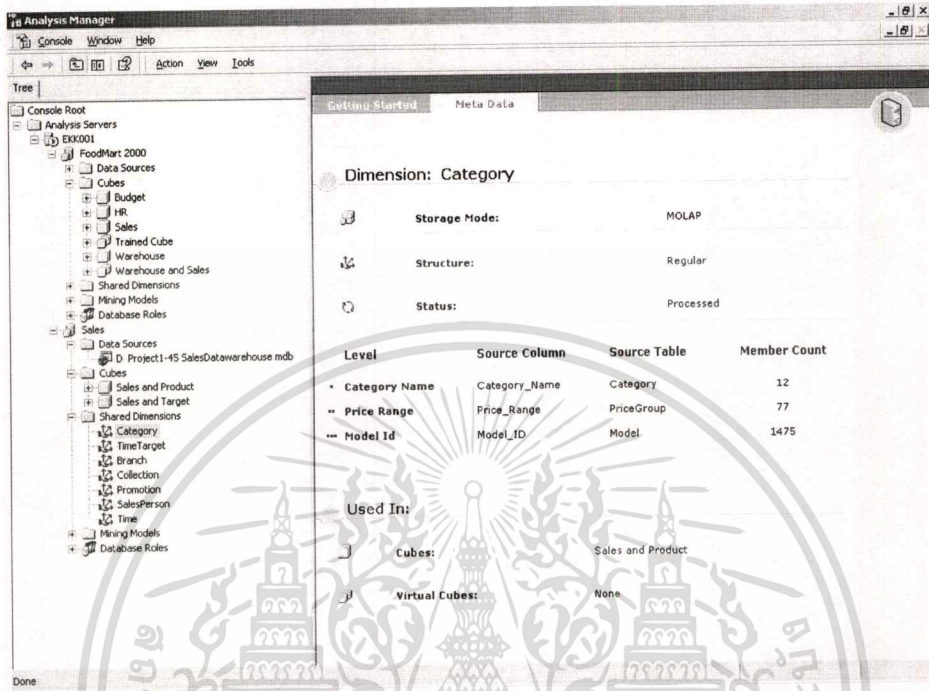 Analysis Manager
Console Window Help
Action View Tools
Tree
Console Root
Analysis Servers
EKK001
FoodMart 2000
Data Sources
Cubes
Budget
HR
Sales
Trained Cube
Warehouse
Warehouse and Sales
Shared Dimensions
Mining Models
Database Roles
Sales
Data Sources
D Project1-45 SalesDatawarehouse mdb
Cubes
Sales and Product
Sales and Target
Shared Dimensions
Category
TimeTarget
Branch
Collection
Promotion
SalesPerson
Time
Mining Models
Database Roles
Getting Started Meta Data
Dimension: Category
Storage Mode: MOLAP
Structure: Regular
Status: Processed
Level Source Column Source Table Member Count
Category Name Category_Name Category 12
Price Range Price_Range PriceGroup 77
Model Id Model_ID Model 1475
Used In:
Cubes: Sales and Product
Virtual Cubes: None
Done